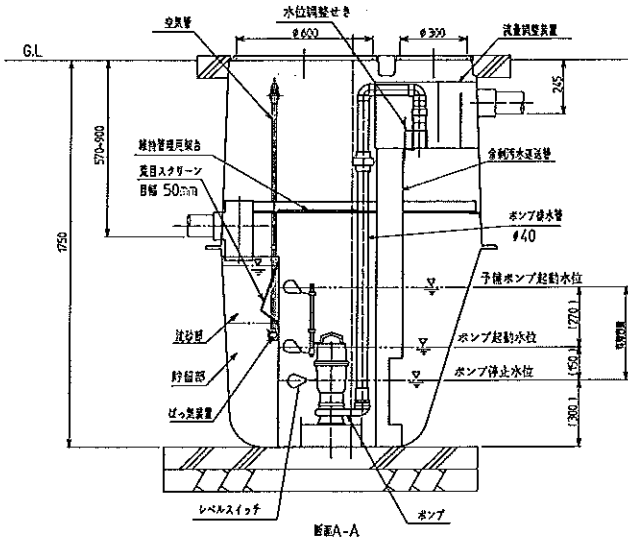 水位調整せき
空気管
φ600
φ300
流量調整装置
G.L
245
570~900
維持管理用架台
荒目スクリーン
目幅 50mm
余剰汚水返送管
1750
ポンプ揚水管
φ40
予備ポンプ起動水位
(270)
沈砂部
ポンプ起動水位
貯留部
(150)
ポンプ停止水位
ばっ気装置
(300)
レベルスイッチ
ポンプ
断面A-A